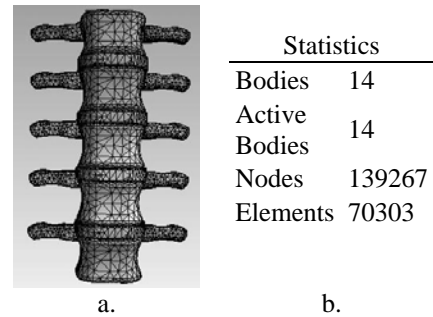 Statistics
Bodies 14
Active
Bodies 14
Nodes 139267
Elements 70303
a. b.